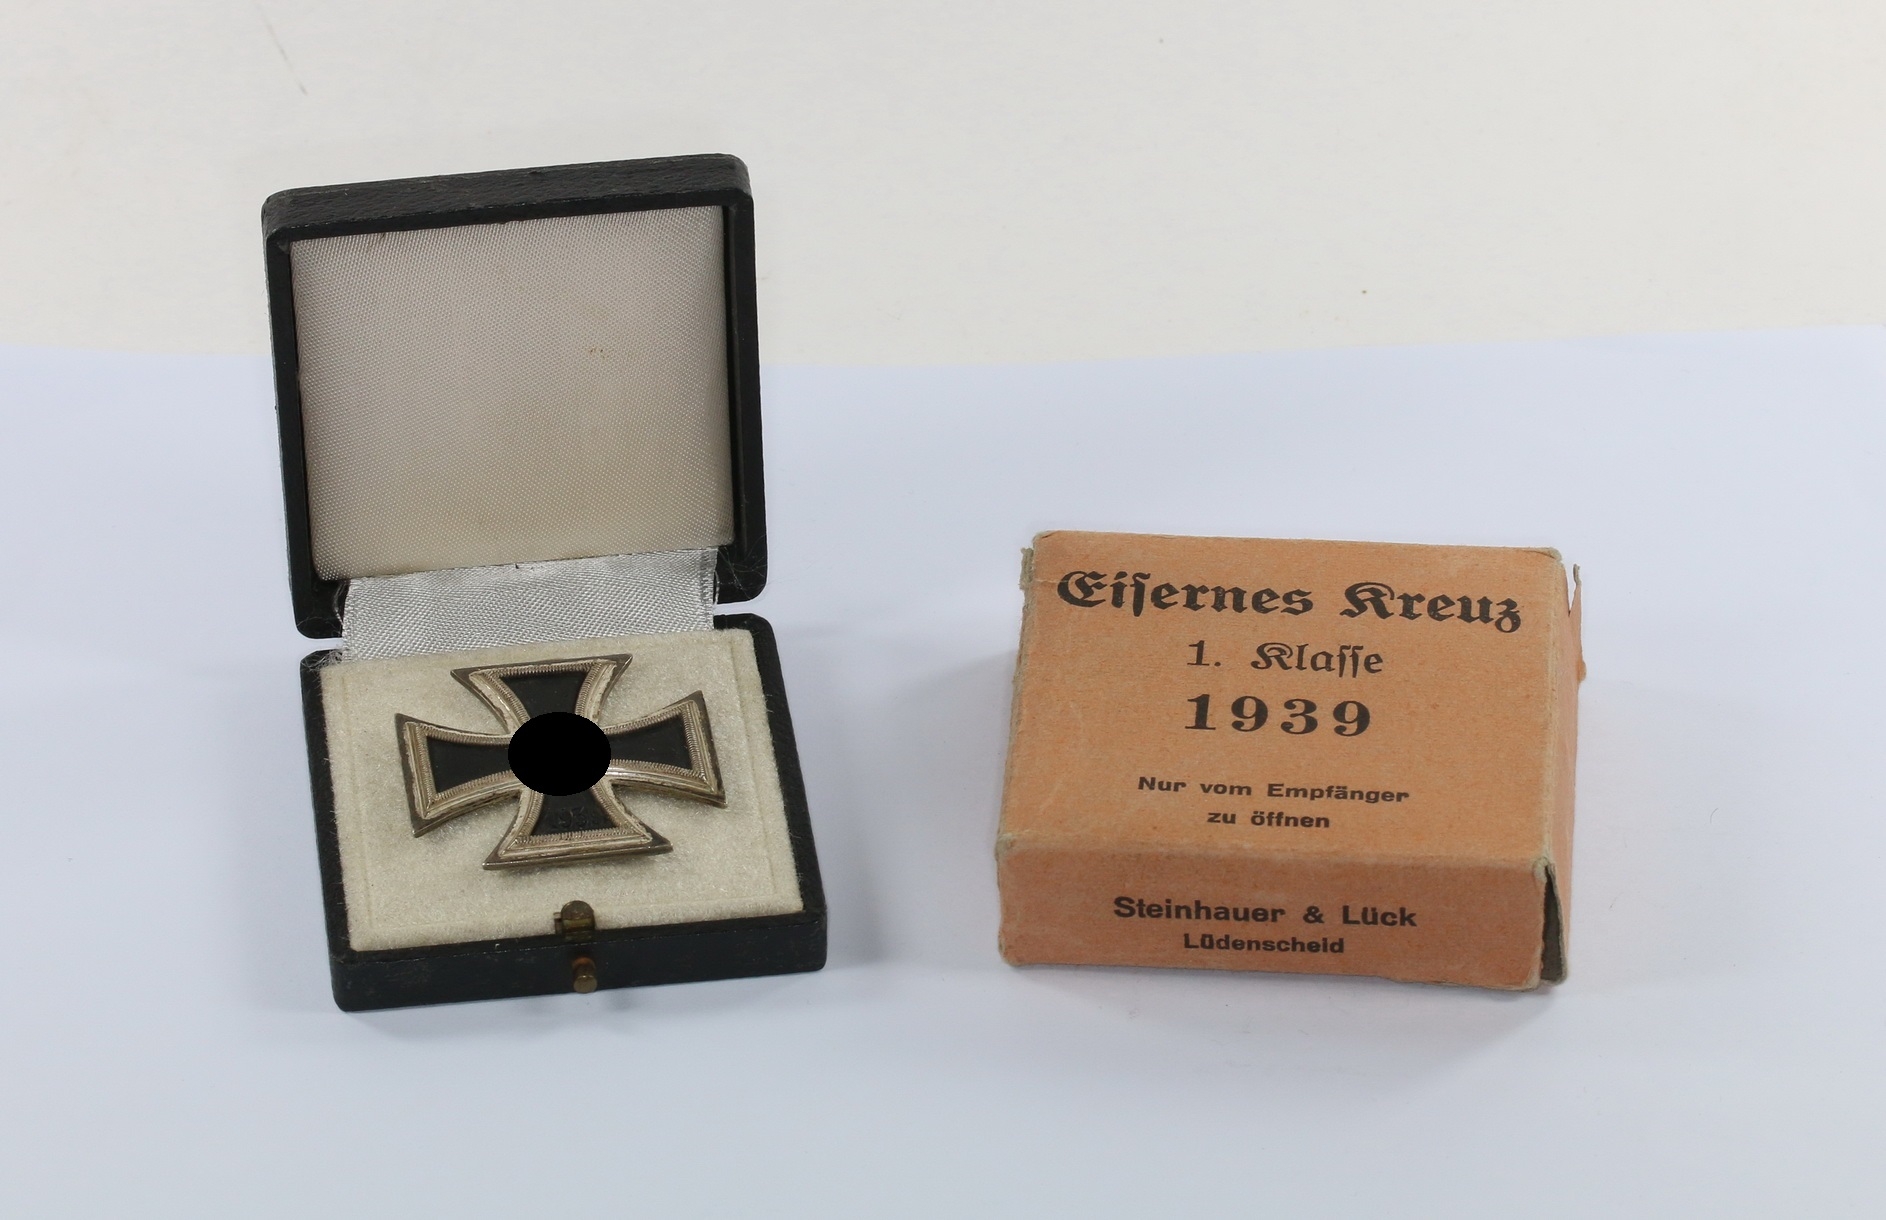 Eiſernes Kreuz
1. Klaſſe
1939
Nur vom Empfänger
zu öffnen
Steinhauer & Lück
Lüdenscheid